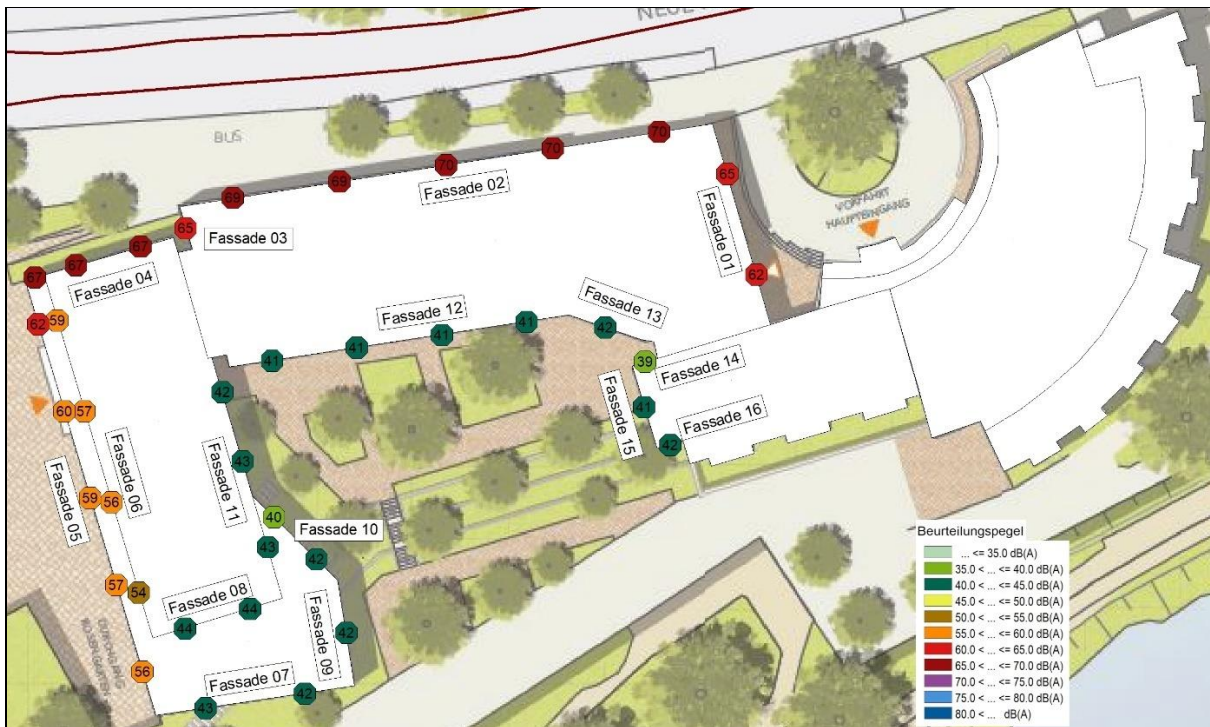 BUS
VORFAHRT
HAUPTEINGANG
70
70
70
69
69
65
65
62
Fassade 02
Fassade 01
Fassade 03
67
67
67
Fassade 04
62
59
Fassade 12
Fassade 13
41
41
41
41
42
39
Fassade 14
Fassade 15
41
Fassade 16
42
60
57
42
Fassade 05
Fassade 06
Fassade 11
43
59
56
40
Fassade 10
43
42
57
54
Fassade 08
44
44
Fassade 09
42
56
Fassade 07
43
42
Beurteilungspegel
... <= 35.0 dB(A)
35.0 < ... <= 40.0 dB(A)
40.0 < ... <= 45.0 dB(A)
45.0 < ... <= 50.0 dB(A)
50.0 < ... <= 55.0 dB(A)
55.0 < ... <= 60.0 dB(A)
60.0 < ... <= 65.0 dB(A)
65.0 < ... <= 70.0 dB(A)
70.0 < ... <= 75.0 dB(A)
75.0 < ... <= 80.0 dB(A)
80.0 < ... dB(A)